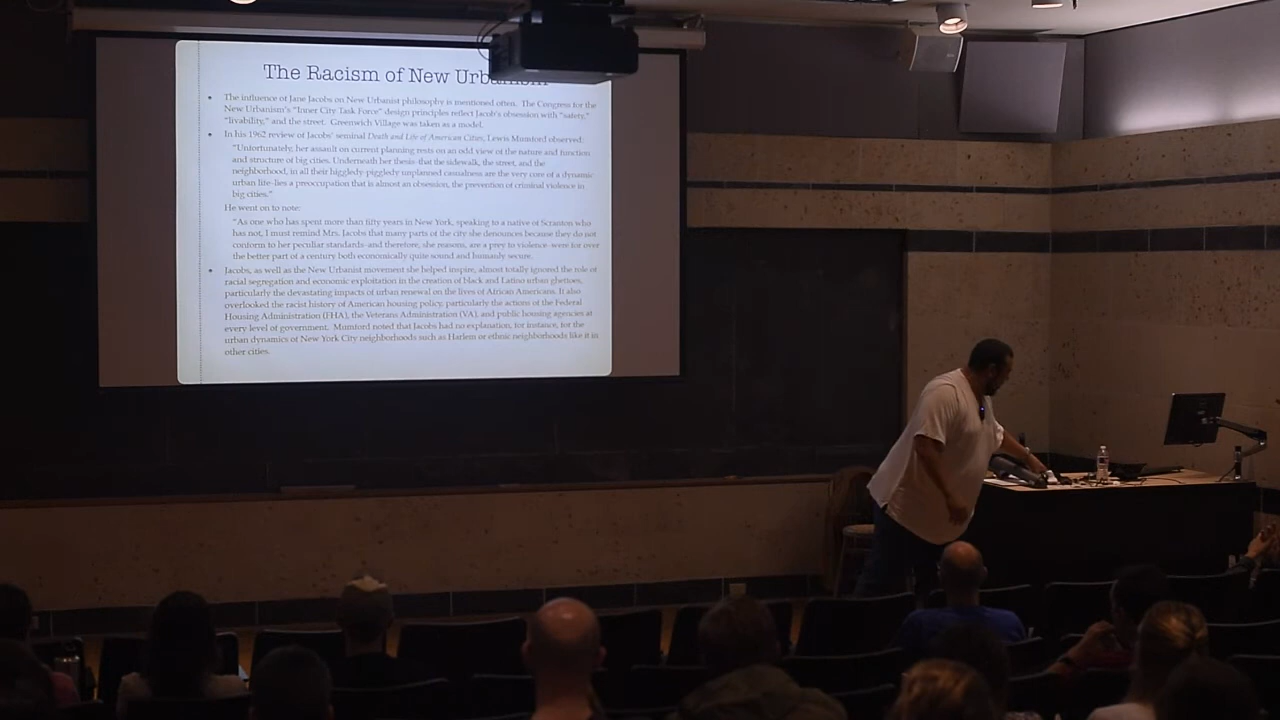 The Racism of New Urbanism
• The influence of Jane Jacobs on New Urbanist philosophy is mentioned often. The Congress for the
New Urbanism's "Inner City Task Force" design principles reflect Jacob's obsession with "safety,"
"livability," and the street. Greenwich Village was taken as a model.
• In his 1962 review of Jacobs' seminal Death and Life of American Cities, Lewis Mumford observed:
"Unfortunately, her assault on current planning rests on an odd view of the nature and function
and structure of big cities. Underneath her thesis-that the sidewalk, the street, and the
neighborhood, in all their higgledy-piggledy unplanned casualness are the very core of a dynamic
urban life-lies a preoccupation that is almost an obsession, the prevention of criminal violence in
big cities."
He went on to note:
"As one who has spent more than fifty years in New York, speaking to a native of Scranton who
has not, I must remind Mrs. Jacobs that many parts of the city she denounces because they do not
conform to her peculiar standards-and therefore, she reasons, are a prey to violence-were for over
the better part of a century both economically quite sound and humanly secure.
• Jacobs, as well as the New Urbanist movement she helped inspire, almost totally ignored the role of
racial segregation and economic exploitation in the creation of black and Latino urban ghettoes,
particularly the devastating impacts of urban renewal on the lives of African Americans. It also
overlooked the racist history of American housing policy, particularly the actions of the Federal
Housing Administration (FHA), the Veterans Administration (VA), and public housing agencies at
every level of government. Mumford noted that Jacobs had no explanation, for instance, for the
urban dynamics of New York City neighborhoods such as Harlem or ethnic neighborhoods like it in
other cities.